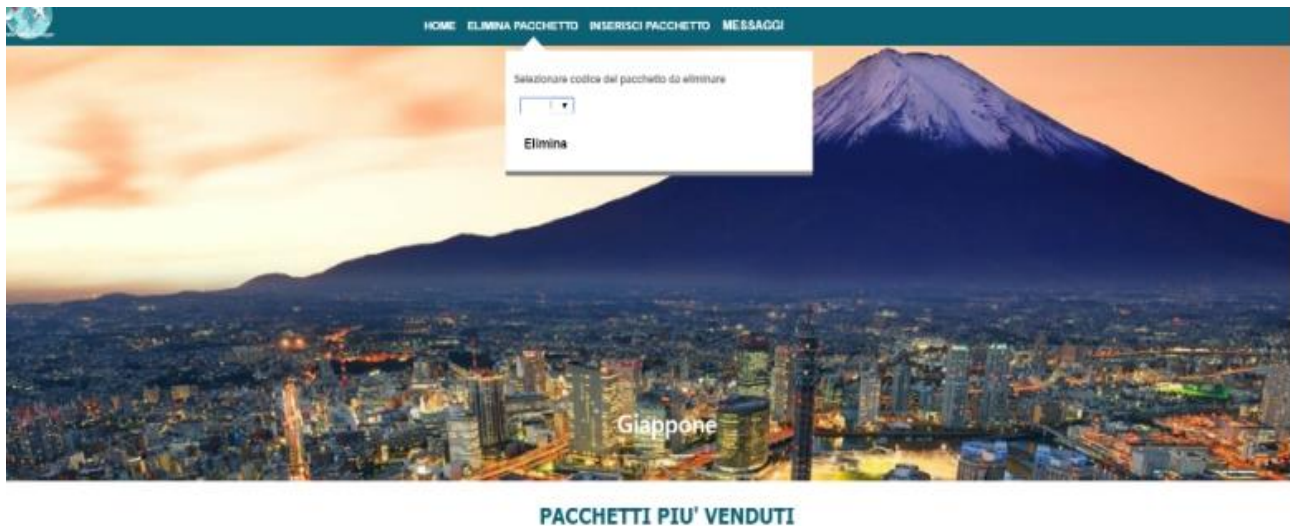 HOME ELIMINA PACCHETTO INSERISCI PACCHETTO MESSAGGI
Selezionare codice del pacchetto da eliminare
Elimina
Giappone
PACCHETTI PIU' VENDUTI